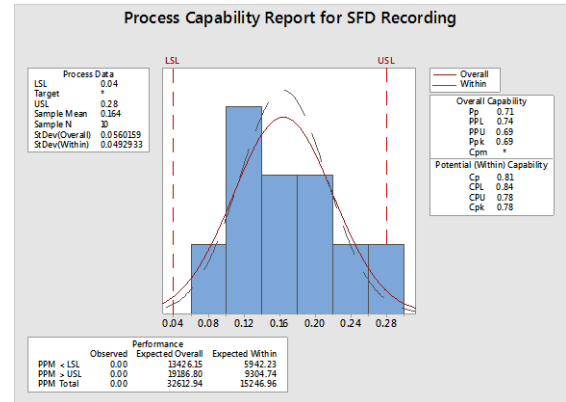 Process Capability Report for SFD Recording
LSL USL
Process Data
LSL 0.04
Target *
USL 0.28
Sample Mean 0.164
Sample N 10
StDev(Overall) 0.0560159
StDev(Within) 0.0492933
Overall
Within
Overall Capability
Pp 0.71
PPL 0.74
PPU 0.69
Ppk 0.69
Cpm *
Potential (Within) Capability
Cp 0.81
CPL 0.84
CPU 0.78
Cpk 0.78
0.04 0.08 0.12 0.16 0.20 0.24 0.28
Performance
Observed Expected Overall Expected Within
PPM < LSL 0.00 13426.15 5942.23
PPM > USL 0.00 19186.80 9304.74
PPM Total 0.00 32612.94 15246.96